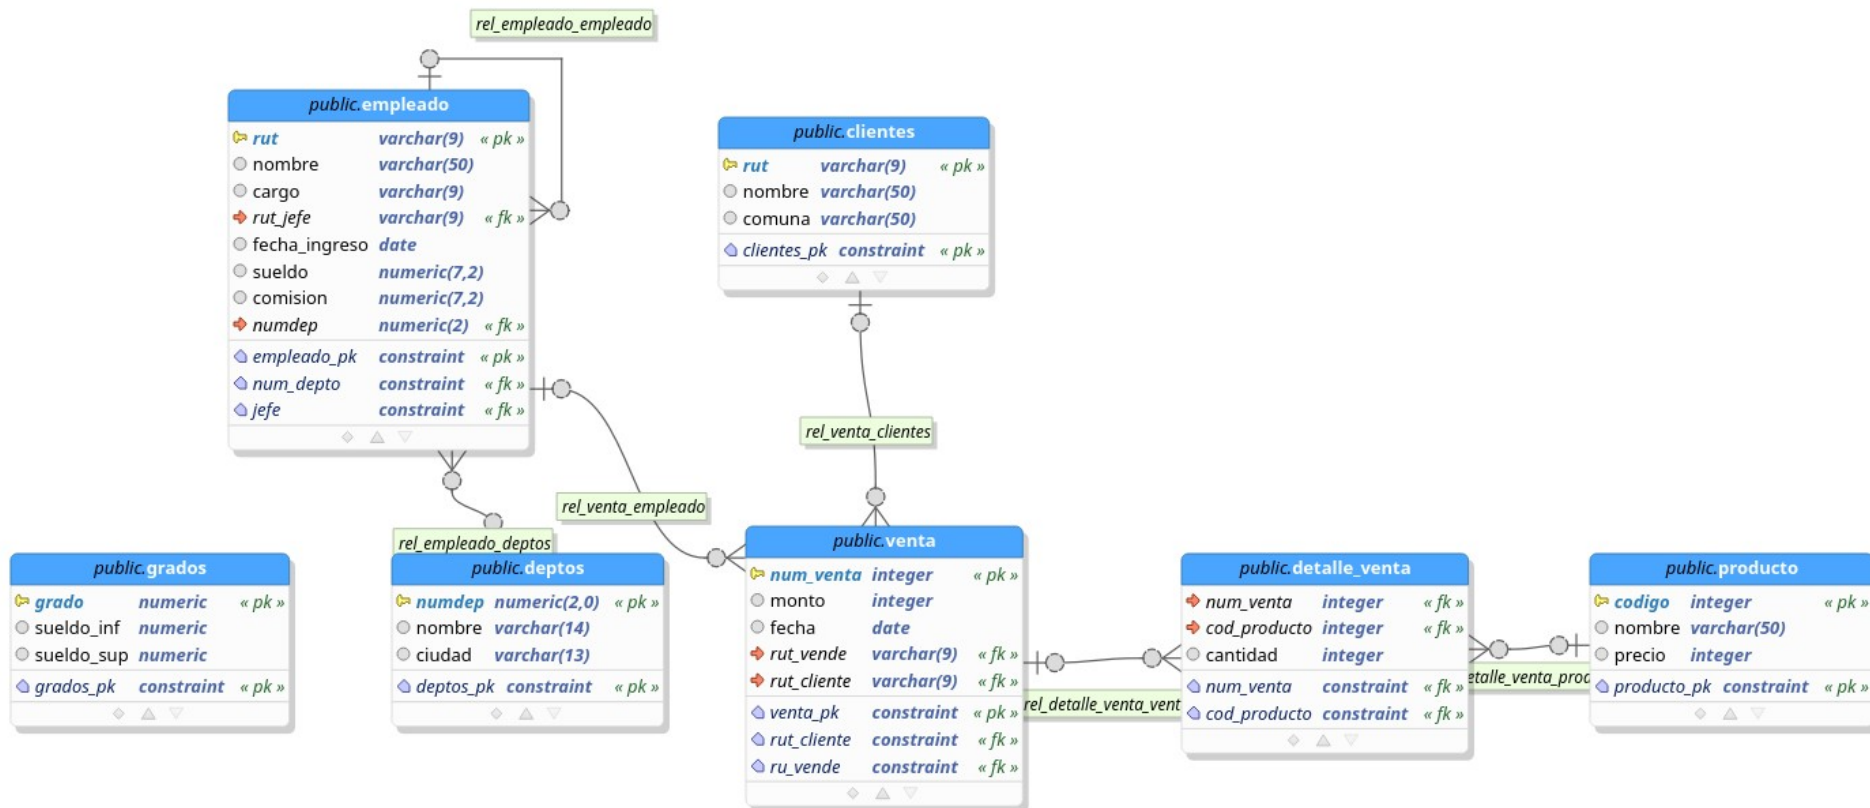 rel_empleado_empleado
public.empleado
rut varchar(9) « pk »
nombre varchar(50)
cargo varchar(9)
rut_jefe varchar(9) « fk »
fecha_ingreso date
sueldo numeric(7,2)
comision numeric(7,2)
numdep numeric(2) « fk »
empleado_pk constraint « pk »
num_depto constraint « fk »
jefe constraint « fk »
public.clientes
rut varchar(9) « pk »
nombre varchar(50)
comuna varchar(50)
clientes_pk constraint « pk »
rel_venta_clientes
rel_venta_empleado
rel_empleado_deptos
public.grados
grado numeric « pk »
sueldo_inf numeric
sueldo_sup numeric
grados_pk constraint « pk »
public.deptos
numdep numeric(2,0) « pk »
nombre varchar(14)
ciudad varchar(13)
deptos_pk constraint « pk »
public.venta
num_venta integer « pk »
monto integer
fecha date
rut_vende varchar(9) « fk »
rut_cliente varchar(9) « fk »
venta_pk constraint « pk »
rut_cliente constraint « fk »
ru_vende constraint « fk »
rel_detalle_venta_vent
public.detalle_venta
num_venta integer « fk »
cod_producto integer « fk »
cantidad integer
num_venta constraint « fk »
cod_producto constraint « fk »
etalle_venta_prod
public.producto
codigo integer « pk »
nombre varchar(50)
precio integer
producto_pk constraint « pk »